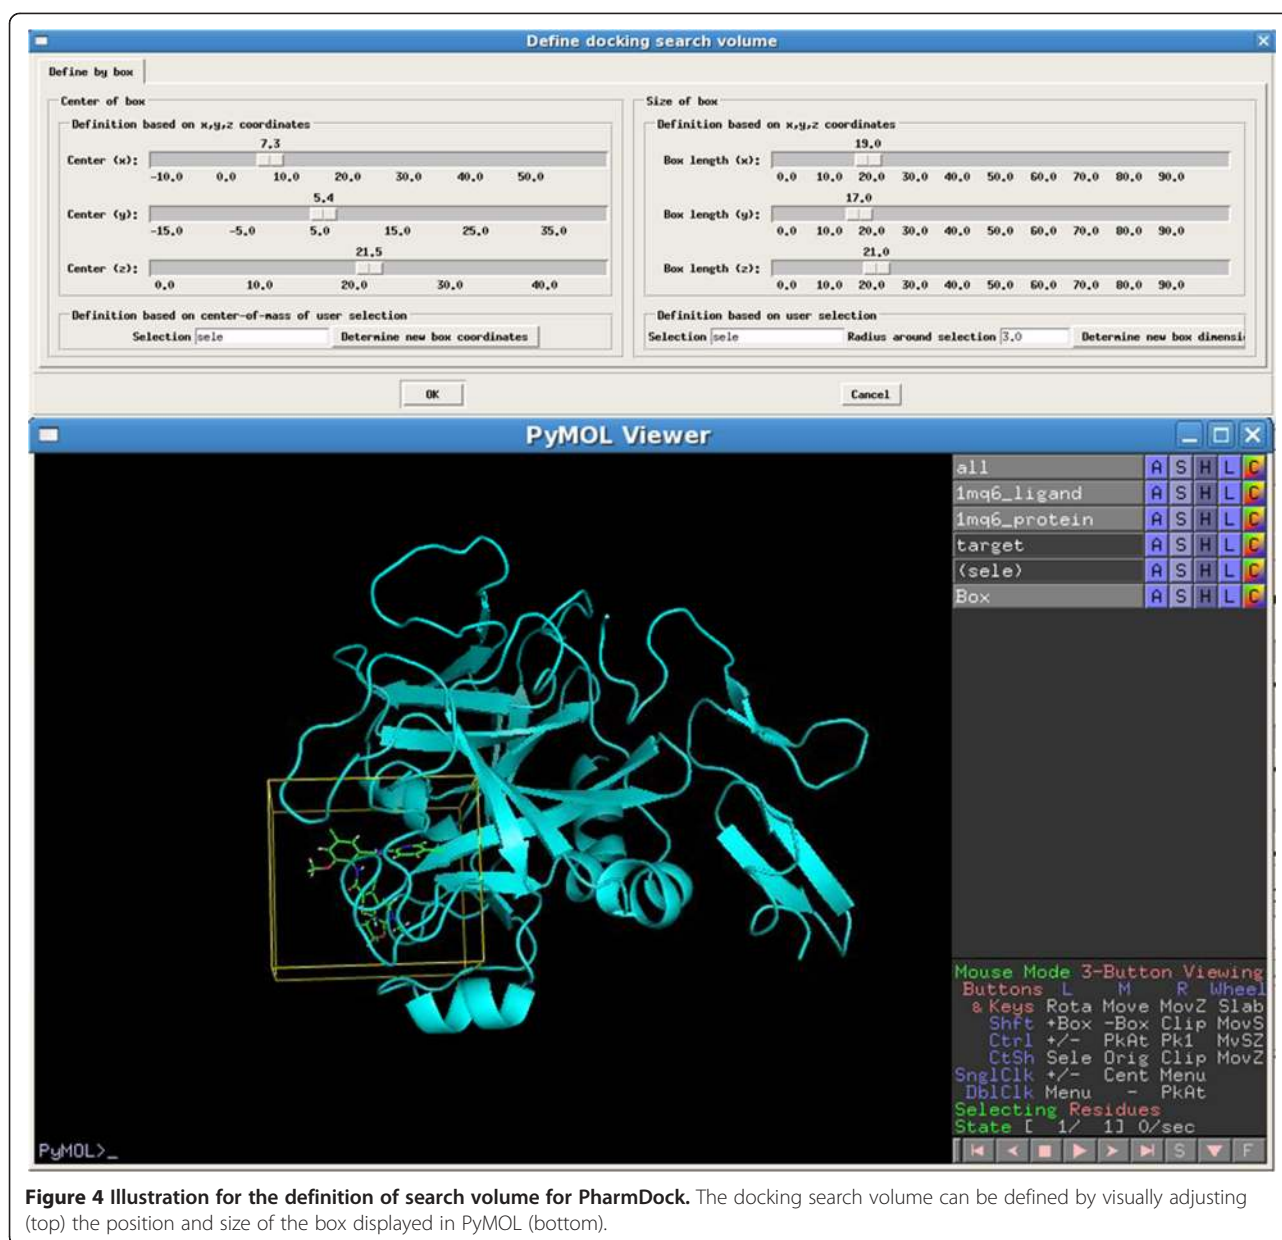 Define docking search volume
Define by box
Center of box
Definition based on x,y,z coordinates
7.3
Center (x):
-10.0 0.0 10.0 20.0 30.0 40.0 50.0
5.4
Center (y):
-15.0 -5.0 5.0 15.0 25.0 35.0
21.5
Center (z):
0.0 10.0 20.0 30.0 40.0
Definition based on center-of-mass of user selection
Selection sele Determine new box coordinates
Size of box
Definition based on x,y,z coordinates
19.0
Box length (x):
0.0 10.0 20.0 30.0 40.0 50.0 60.0 70.0 80.0 90.0
17.0
Box length (y):
0.0 10.0 20.0 30.0 40.0 50.0 60.0 70.0 80.0 90.0
21.0
Box length (z):
0.0 10.0 20.0 30.0 40.0 50.0 60.0 70.0 80.0 90.0
Definition based on user selection
Selection sele Radius around selection 3.0 Determine new box dimensi
OK Cancel
PyMOL Viewer
all A S H L C
1mq6_ligand A S H L C
1mq6_protein A S H L C
target A S H L C
(sele) A S H L C
Box A S H L C
Mouse Mode 3-Button Viewing
Buttons L M R Wheel
& Keys Rota Move MovZ Slab
Shft +Box -Box Clip MovS
Ctrl +/- PkAt Pk1 MvSZ
CtSh Sele Orig Clip MovZ
SnglClk +/- Cent Menu
DblClk Menu - PkAt
Selecting Residues
State [ 1/ 1] 0/sec
S F
PyMOL>_
Figure 4 Illustration for the definition of search volume for PharmDock. The docking search volume can be defined by visually adjusting
(top) the position and size of the box displayed in PyMOL (bottom).